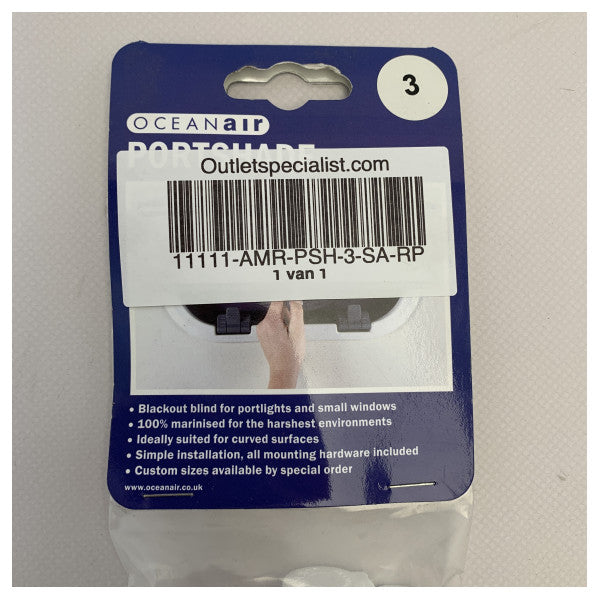 3
OCEANair
PORTSHADE
Outletspecialist.com
11111-AMR-PSH-3-SA-RP
1 van 1
• Blackout blind for portlights and small windows
• 100% marinised for the harshest environments
• Ideally suited for curved surfaces
• Simple installation, all mounting hardware included
• Custom sizes available by special order
www.oceanair.co.uk